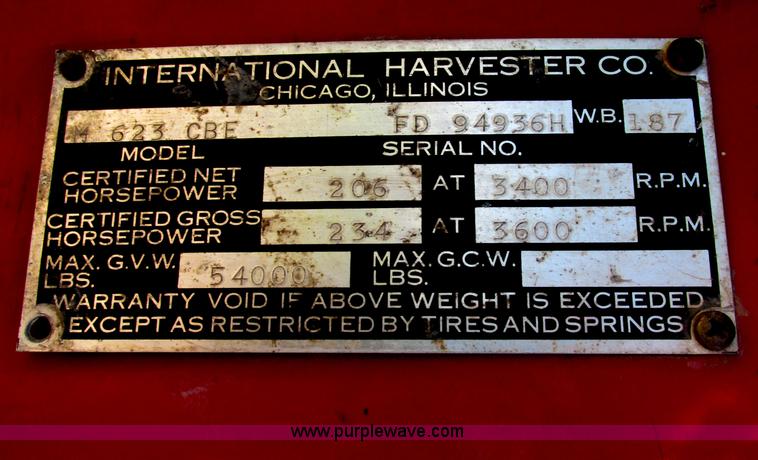 INTERNATIONAL HARVESTER CO.
CHICAGO, ILLINOIS
M 623 CBE FD 94936H W.B. 187
MODEL SERIAL NO.
CERTIFIED NET HORSEPOWER 206 AT 3400 R.P.M.
CERTIFIED GROSS HORSEPOWER 234 AT 3600 R.P.M.
MAX. G.V.W. LBS. 54000 MAX. G.C.W. LBS.
WARRANTY VOID IF ABOVE WEIGHT IS EXCEEDED
EXCEPT AS RESTRICTED BY TIRES AND SPRINGS
www.purplewave.com